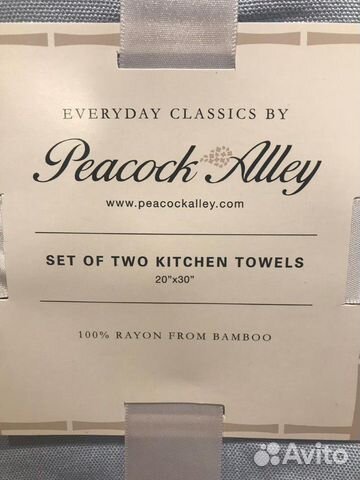 EVERYDAY CLASSICS BY
Peacock Alley
www.peacockalley.com
SET OF TWO KITCHEN TOWELS
20"x30"
100% RAYON FROM BAMBOO
Avito